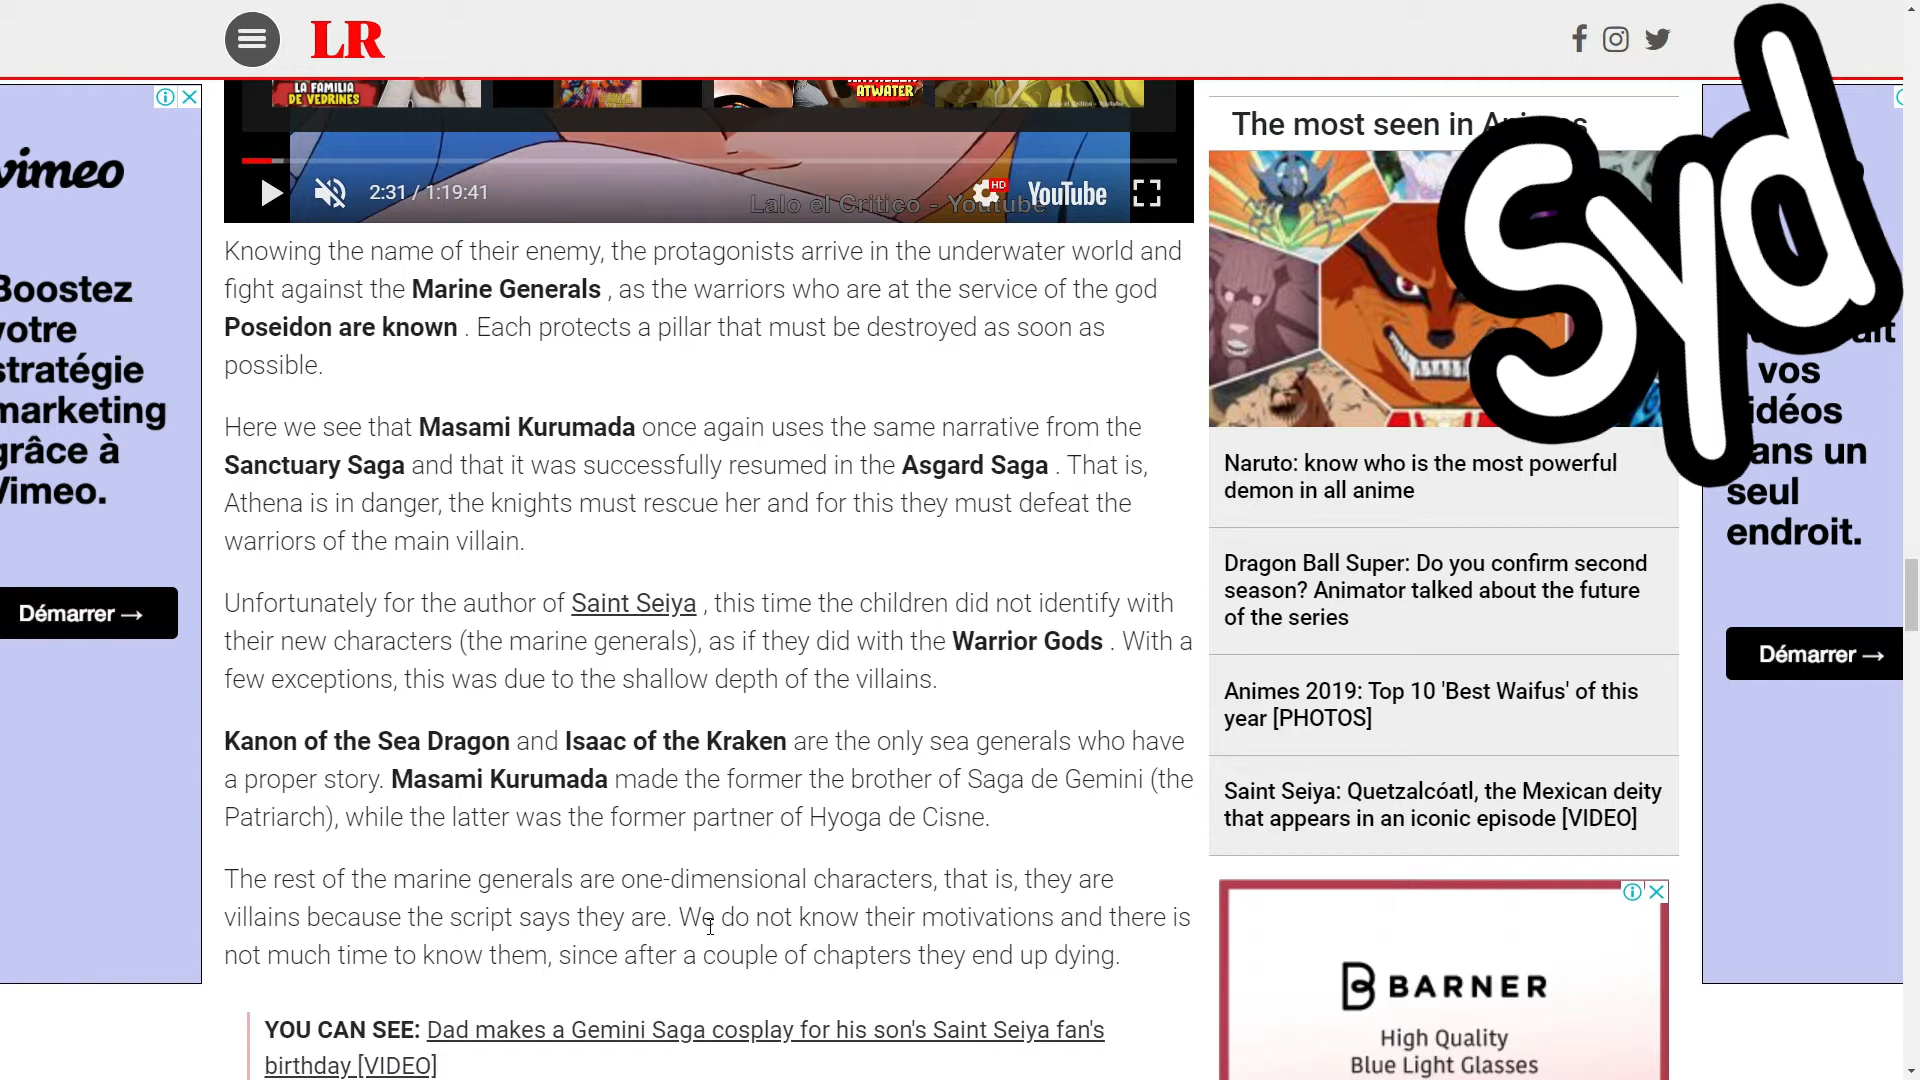 LR
LA FAMILIA
DE VEDRINES
ATWATER
2:31 / 1:19:41
HD
YouTube
Lalo el Crítico - Youtube
Knowing the name of their enemy, the protagonists arrive in the underwater world and
fight against the Marine Generals , as the warriors who are at the service of the god
Poseidon are known . Each protects a pillar that must be destroyed as soon as
possible.
Here we see that Masami Kurumada once again uses the same narrative from the
Sanctuary Saga and that it was successfully resumed in the Asgard Saga . That is,
Athena is in danger, the knights must rescue her and for this they must defeat the
warriors of the main villain.
Unfortunately for the author of Saint Seiya , this time the children did not identify with
their new characters (the marine generals), as if they did with the Warrior Gods . With a
few exceptions, this was due to the shallow depth of the villains.
Kanon of the Sea Dragon and Isaac of the Kraken are the only sea generals who have
a proper story. Masami Kurumada made the former the brother of Saga de Gemini (the
Patriarch), while the latter was the former partner of Hyoga de Cisne.
The rest of the marine generals are one-dimensional characters, that is, they are
villains because the script says they are. We do not know their motivations and there is
not much time to know them, since after a couple of chapters they end up dying.
YOU CAN SEE: Dad makes a Gemini Saga cosplay for his son's Saint Seiya fan's
birthday [VIDEO]
vimeo
Boostez
votre
stratégie
marketing
grâce à
Vimeo.
Démarrer →
The most seen in
Naruto: know who is the most powerful
demon in all anime
Dragon Ball Super: Do you confirm second
season? Animator talked about the future
of the series
Animes 2019: Top 10 'Best Waifus' of this
year [PHOTOS]
Saint Seiya: Quetzalcóatl, the Mexican deity
that appears in an iconic episode [VIDEO]
BARNER
High Quality
Blue Light Glasses
syd
vos
seul
endroit.
Démarrer →